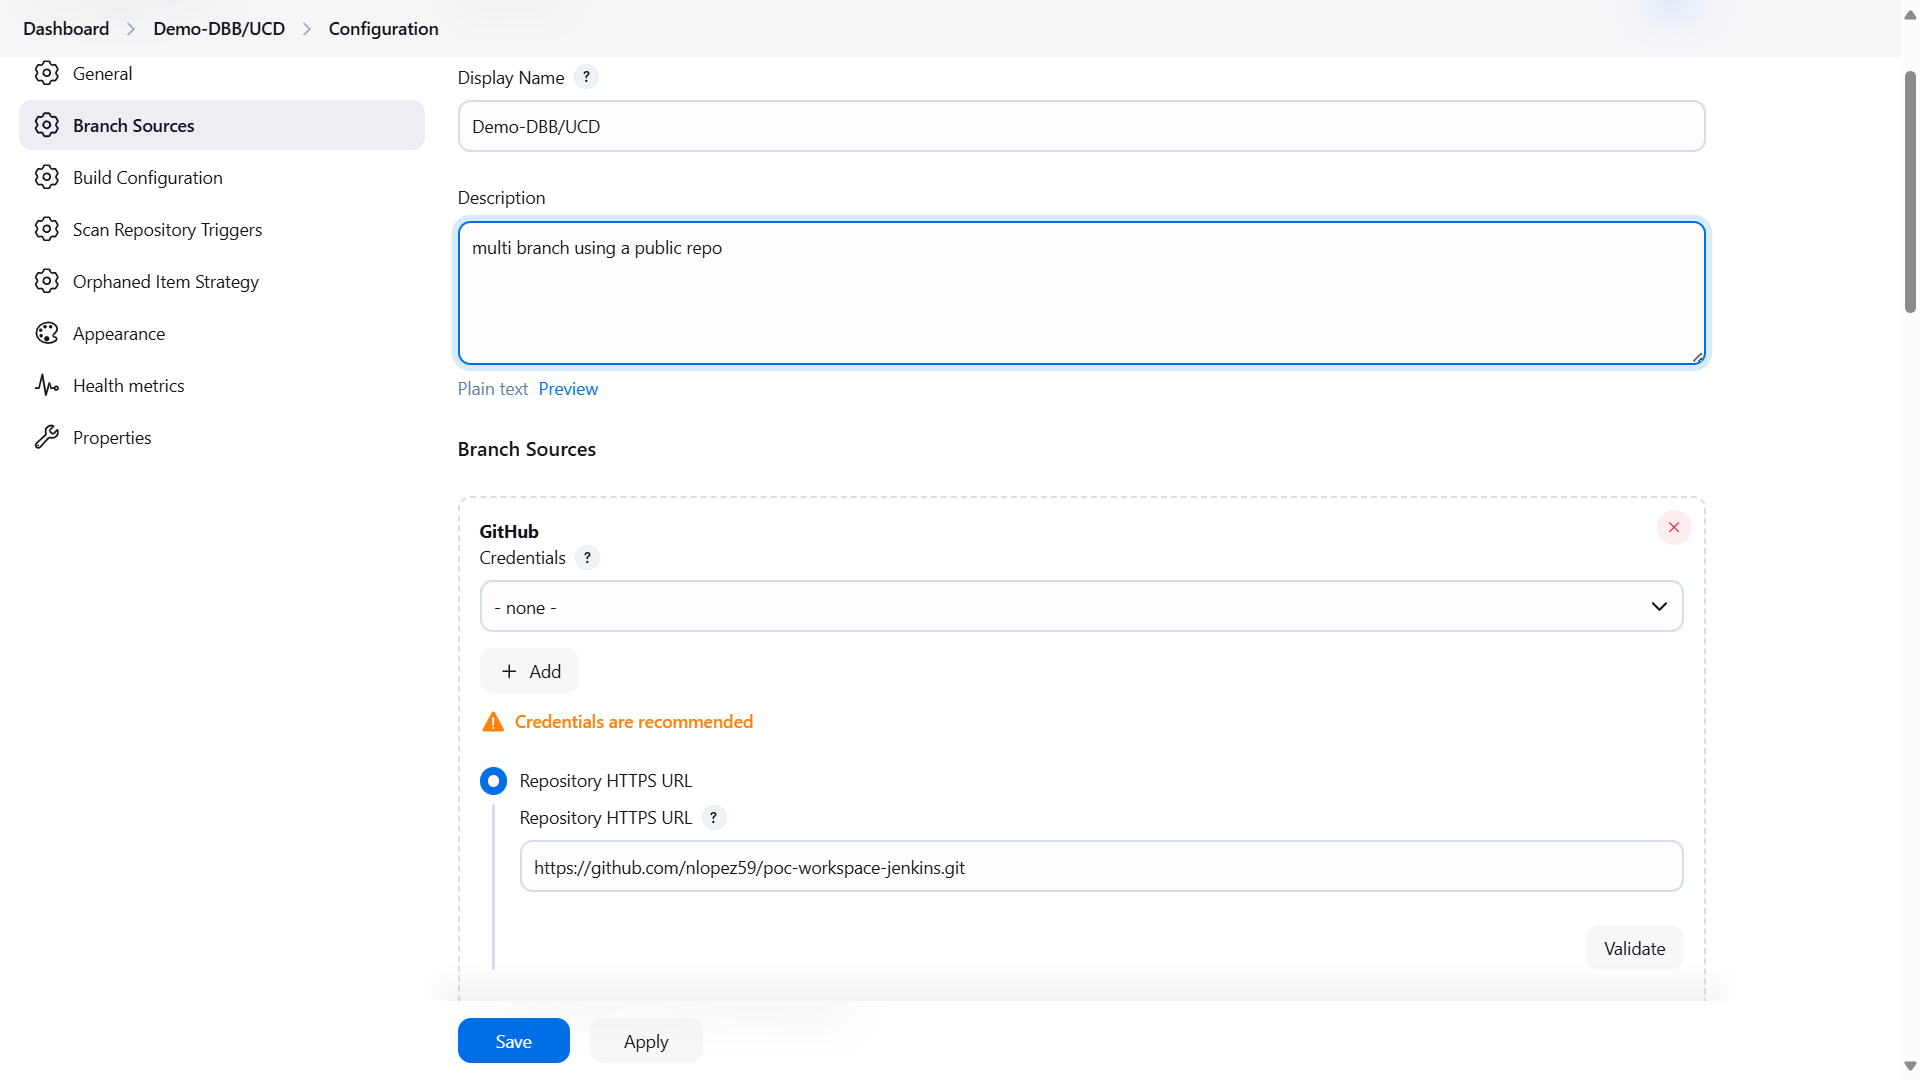 Dashboard > Demo-DBB/UCD > Configuration
General
Branch Sources
Build Configuration
Scan Repository Triggers
Orphaned Item Strategy
Appearance
Health metrics
Properties
Display Name ?
Demo-DBB/UCD
Description
multi branch using a public repo
Plain text Preview
Branch Sources
GitHub
Credentials ?
- none -
+ Add
Credentials are recommended
Repository HTTPS URL
Repository HTTPS URL ?
https://github.com/nlopez59/poc-workspace-jenkins.git
Validate
Save Apply